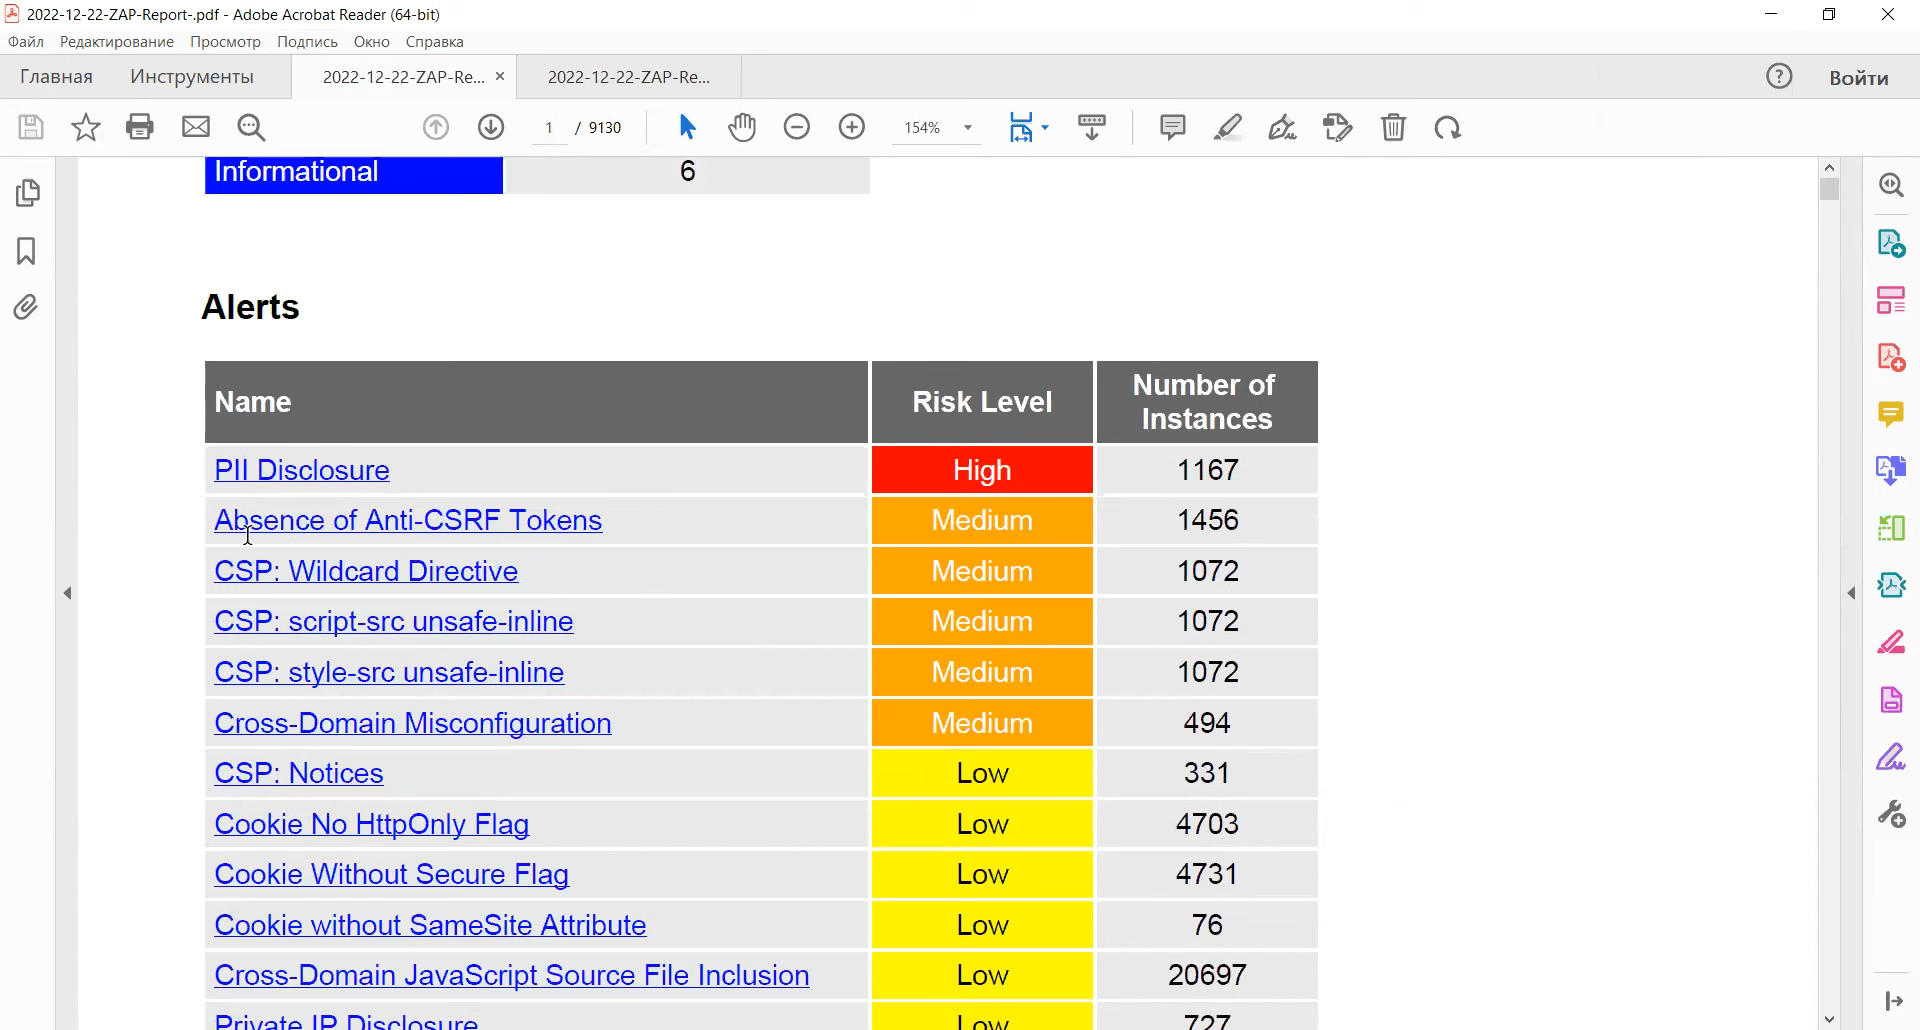 2022-12-22-ZAP-Report-.pdf - Adobe Acrobat Reader (64-bit)
Файл Редактирование Просмотр Подпись Окно Справка
Главная Инструменты 2022-12-22-ZAP-Re... × 2022-12-22-ZAP-Re... Войти
1 / 9130 154%
Informational 6
Alerts
Name Risk Level Number of
Instances
PII Disclosure High 1167
Absence of Anti-CSRF Tokens Medium 1456
CSP: Wildcard Directive Medium 1072
CSP: script-src unsafe-inline Medium 1072
CSP: style-src unsafe-inline Medium 1072
Cross-Domain Misconfiguration Medium 494
CSP: Notices Low 331
Cookie No HttpOnly Flag Low 4703
Cookie Without Secure Flag Low 4731
Cookie without SameSite Attribute Low 76
Cross-Domain JavaScript Source File Inclusion Low 20697
Private IP Disclosure Low 727